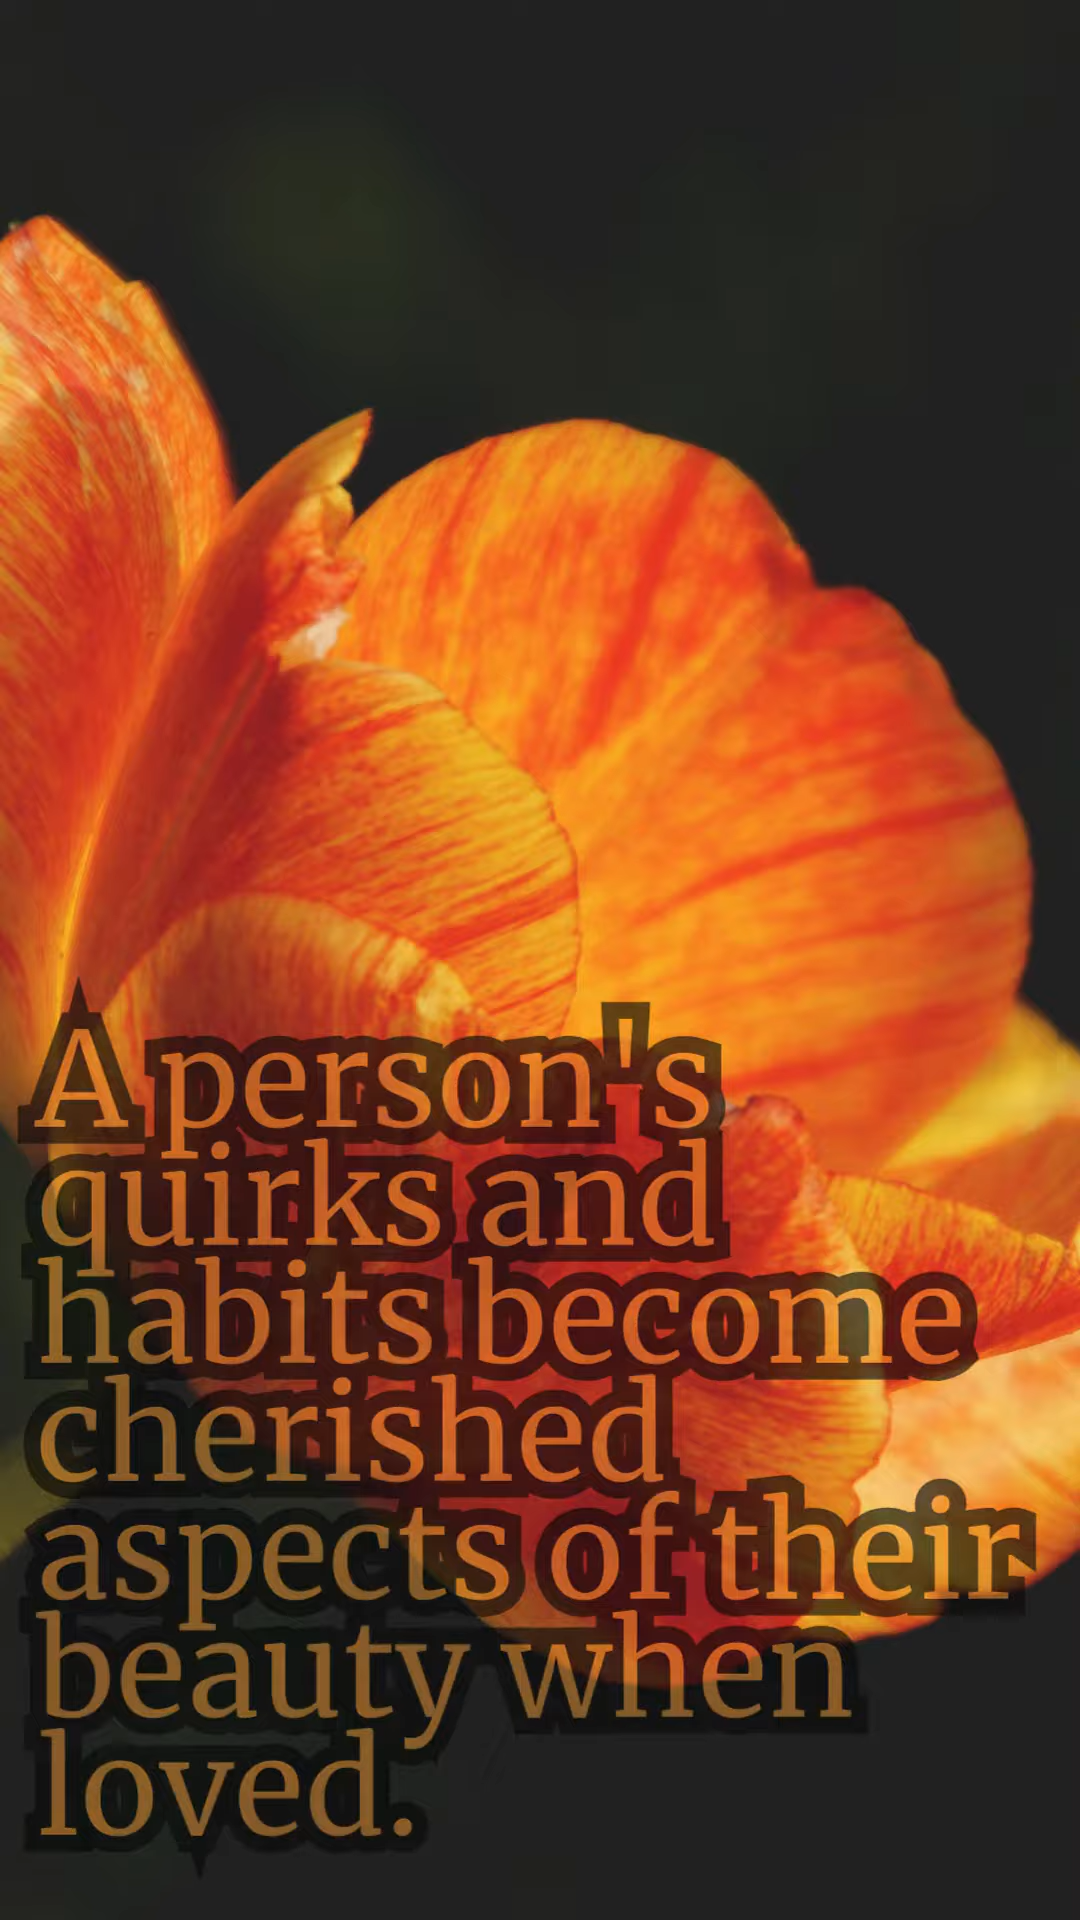 A person's
quirks and
habits become
cherished
aspects of their
beauty when
loved.